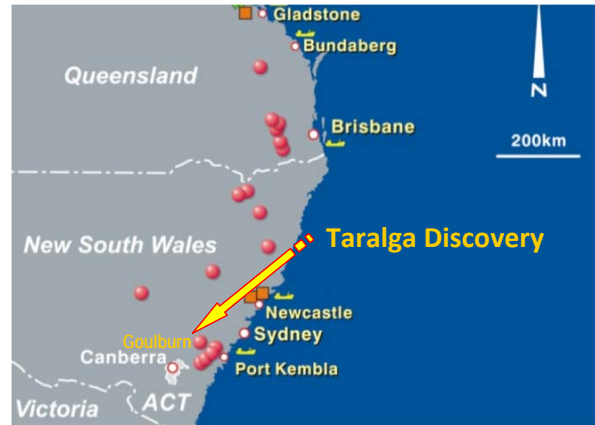 Gladstone
Bundaberg
Queensland
Brisbane
N
200km
Taralga Discovery
New South Wales
Newcastle
Goulburn
Sydney
Canberra
Port Kembla
ACT
Victoria